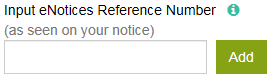 Input eNotices Reference Number
(as seen on your notice)
Add